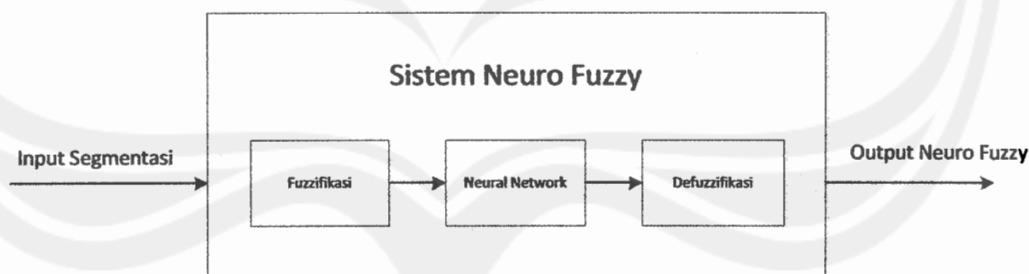 Sistem Neuro Fuzzy
Input Segmentasi
Fuzzifikasi
Neural Network
Defuzzifikasi
Output Neuro Fuzzy